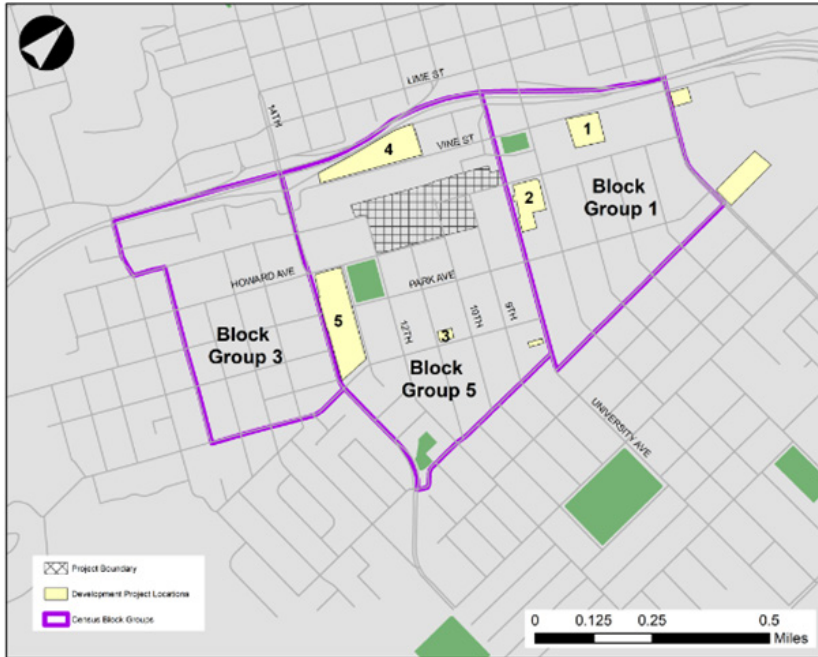 LIME ST
14TH
VINE ST
4
1
2
Block
Group 1
HOWARD AVE
PARK AVE
5
Block
Group 3
12TH
3
10TH
9TH
Block
Group 5
UNIVERSITY AVE
Project Boundary
Development Project Locations
Census Block Groups
0 0.125 0.25 0.5
Miles